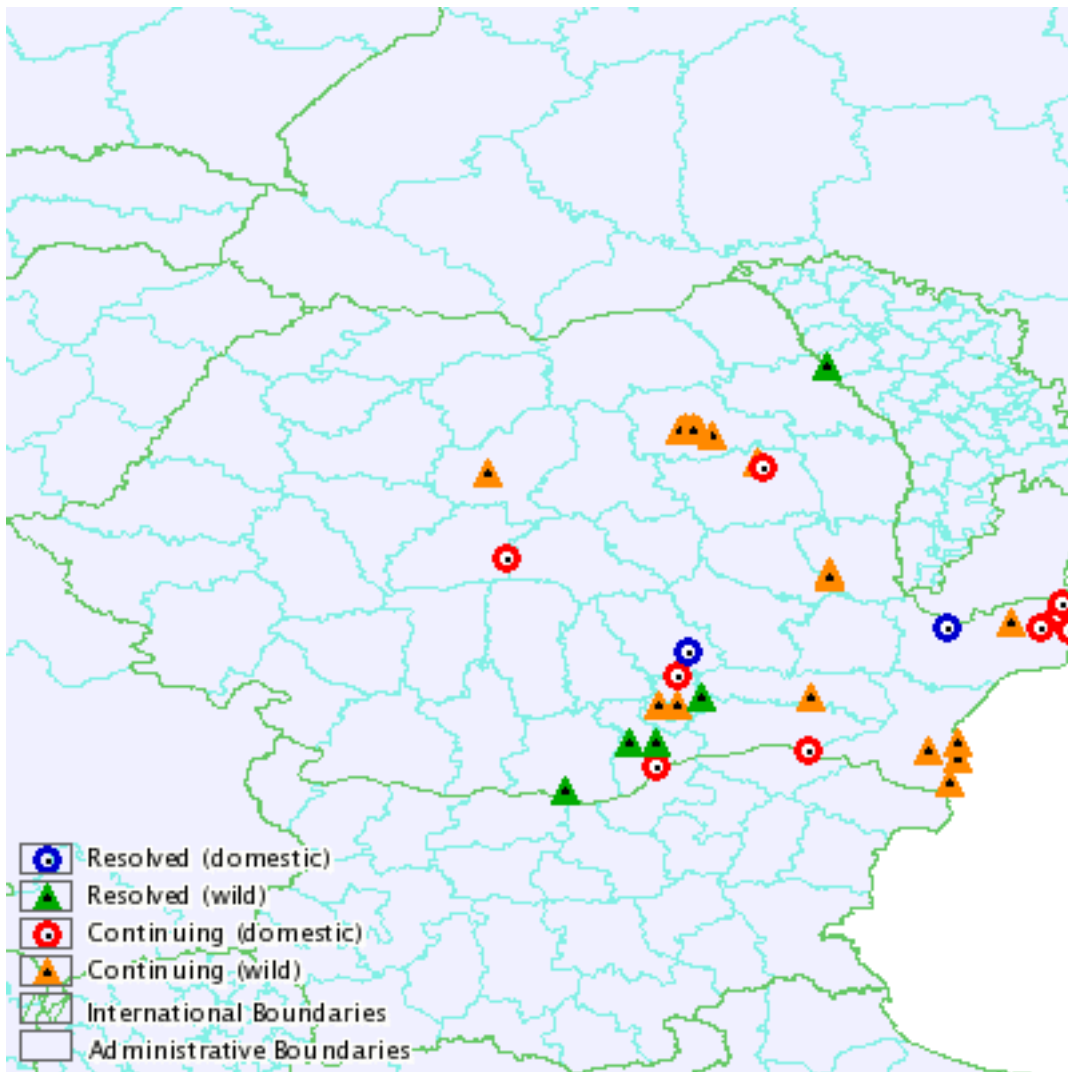 Resolved (domestic)
Resolved (wild)
Continuing (domestic)
Continuing (wild)
International Boundaries
Administrative Boundaries